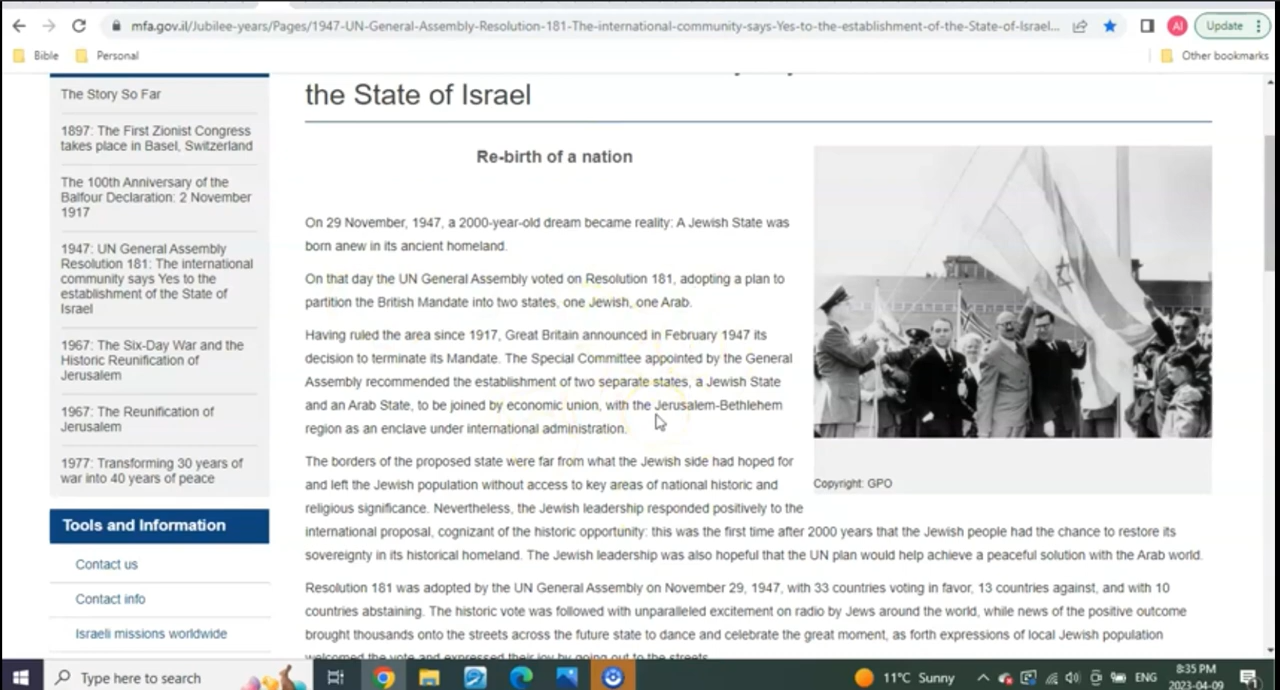 mfa.gov.il/Jubilee-years/Pages/1947-UN-General-Assembly-Resolution-181-The-international-community-says-Yes-to-the-establishment-of-the-State-of-Israel...
AI
Update
Bible
Personal
Other bookmarks
The Story So Far
1897: The First Zionist Congress
takes place in Basel, Switzerland
The 100th Anniversary of the
Balfour Declaration: 2 November
1917
1947: UN General Assembly
Resolution 181: The international
community says Yes to the
establishment of the State of
Israel
1967: The Six-Day War and the
Historic Reunification of
Jerusalem
1967: The Reunification of
Jerusalem
1977: Transforming 30 years of
war into 40 years of peace
Tools and Information
Contact us
Contact info
Israeli missions worldwide
the State of Israel
Re-birth of a nation
On 29 November, 1947, a 2000-year-old dream became reality: A Jewish State was
born anew in its ancient homeland.
On that day the UN General Assembly voted on Resolution 181, adopting a plan to
partition the British Mandate into two states, one Jewish, one Arab.
Having ruled the area since 1917, Great Britain announced in February 1947 its
decision to terminate its Mandate. The Special Committee appointed by the General
Assembly recommended the establishment of two separate states, a Jewish State
and an Arab State, to be joined by economic union, with the Jerusalem-Bethlehem
region as an enclave under international administration.
The borders of the proposed state were far from what the Jewish side had hoped for
and left the Jewish population without access to key areas of national historic and
religious significance. Nevertheless, the Jewish leadership responded positively to the
international proposal, cognizant of the historic opportunity: this was the first time after 2000 years that the Jewish people had the chance to restore its
sovereignty in its historical homeland. The Jewish leadership was also hopeful that the UN plan would help achieve a peaceful solution with the Arab world.
Resolution 181 was adopted by the UN General Assembly on November 29, 1947, with 33 countries voting in favor, 13 countries against, and with 10
countries abstaining. The historic vote was followed with unparalleled excitement on radio by Jews around the world, while news of the positive outcome
brought thousands onto the streets across the future state to dance and celebrate the great moment, as forth expressions of local Jewish population
welcomed the vote and expressed their joy by going out to the streets.
Copyright: GPO
Type here to search
11°C Sunny
ENG
8:35 PM
2023-04-09
1